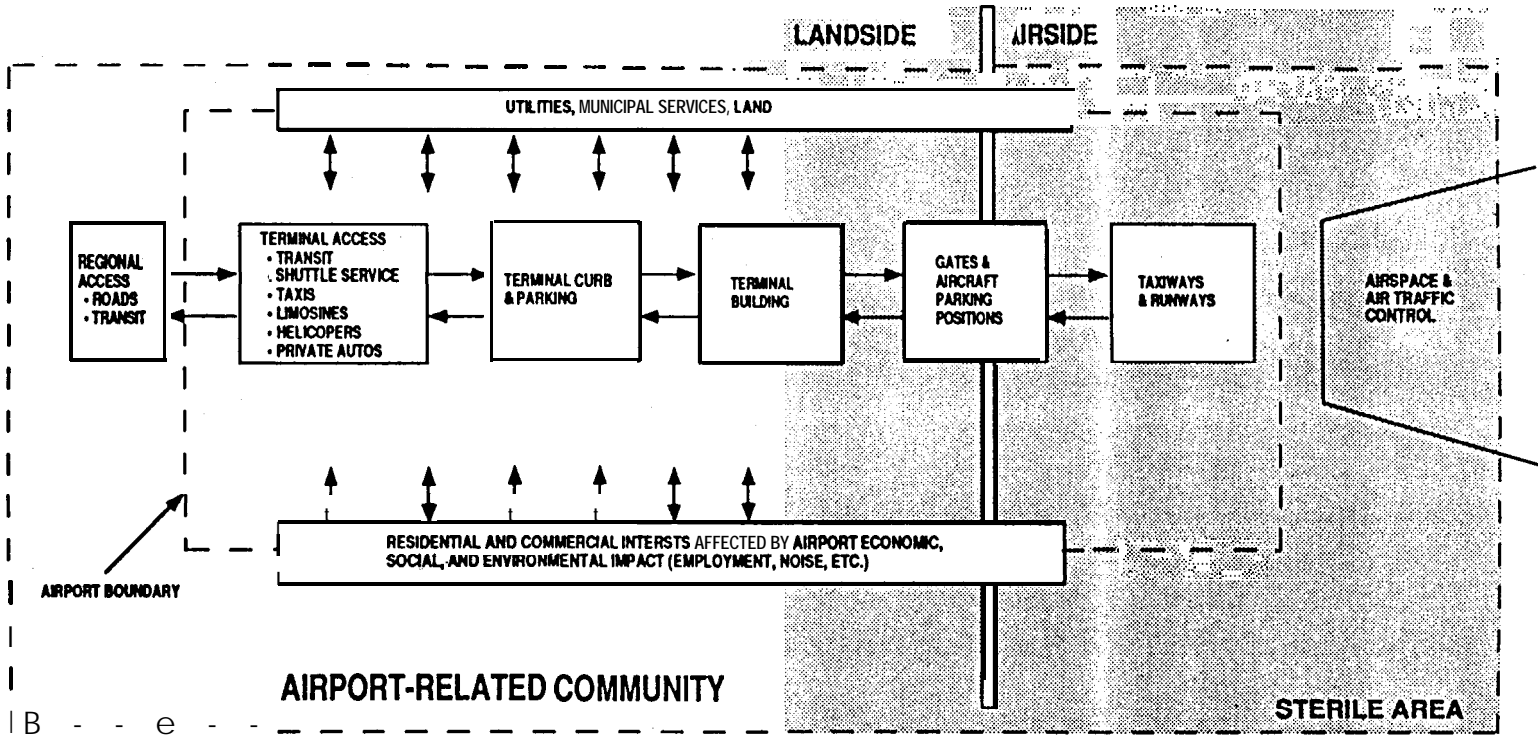 LANDSIDE
AIRSIDE
UTILITIES, MUNICIPAL SERVICES, LAND
REGIONAL
ACCESS
• ROADS
• TRANSIT
TERMINAL ACCESS
• TRANSIT
. SHUTTLE SERVICE
• TAXIS
• LIMOSINES
• HELICOPERS
• PRIVATE AUTOS
TERMINAL CURB
& PARKING
TERMINAL
BUILDING
GATES &
AIRCRAFT
PARKING
POSITIONS
TAXIWAYS
& RUNWAYS
AIRSPACE &
AIR TRAFFIC
CONTROL
RESIDENTIAL AND COMMERCIAL INTERSTS AFFECTED BY AIRPORT ECONOMIC,
SOCIAL, AND ENVIRONMENTAL IMPACT (EMPLOYMENT, NOISE, ETC.)
AIRPORT BOUNDARY
AIRPORT-RELATED COMMUNITY
STERILE AREA
B - - e - -